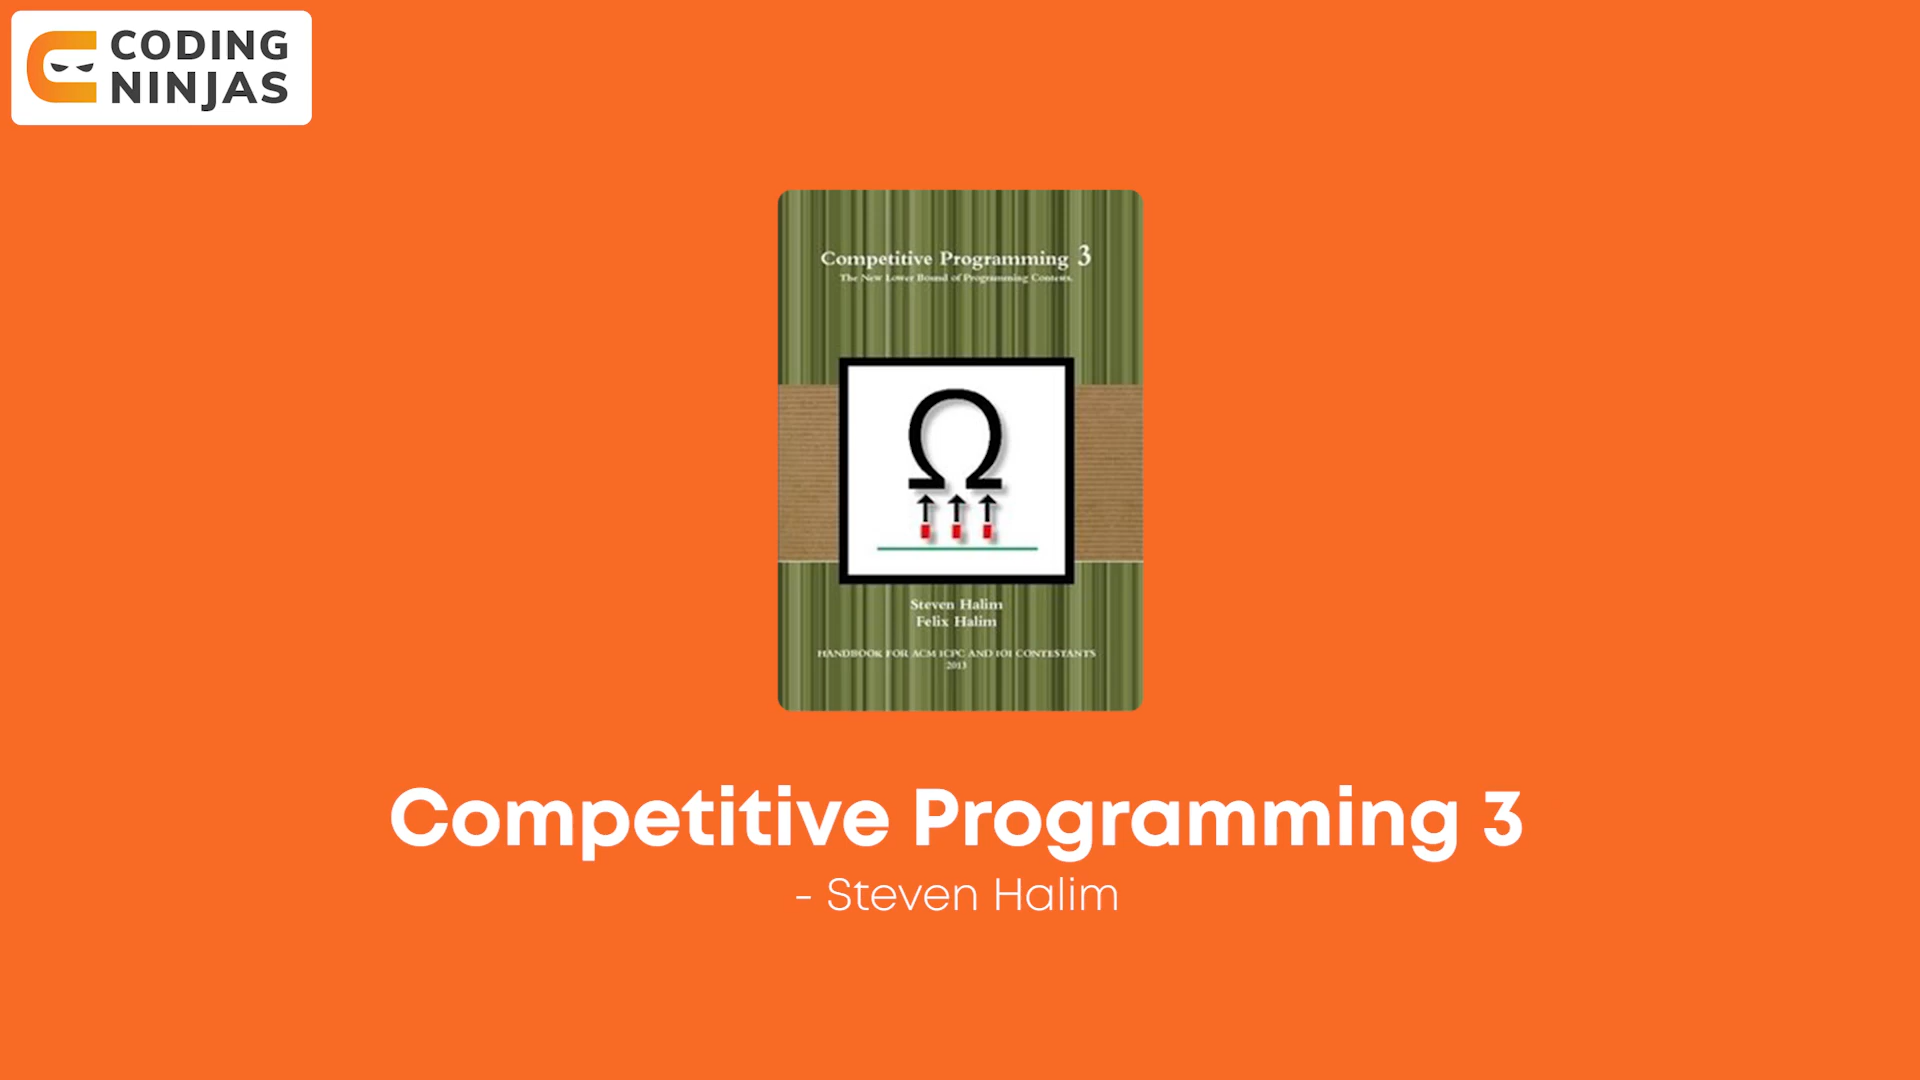 CODING
NINJAS
Competitive Programming 3
The New Lower Bound of Programming Contests.
Ω
Steven Halim
Felix Halim
HANDBOOK FOR ACM ICPC AND IOI CONTESTANTS
2013
Competitive Programming 3
- Steven Halim